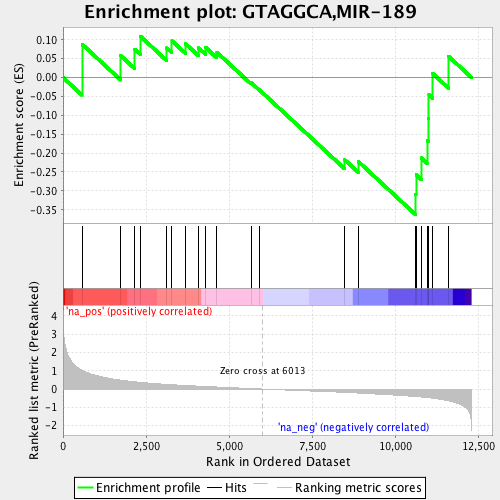 Enrichment plot: GTAGGCA,MIR-189
Enrichment score (ES)
0.10
0.05
0.00
-0.05
-0.10
-0.15
-0.20
-0.25
-0.30
-0.35
'na_pos' (positively correlated)
Ranked list metric (PreRanked)
4
3
2
1
0
-1
-2
Zero cross at 6013
'na_neg' (negatively correlated)
0 2,500 5,000 7,500 10,000 12,500
Rank in Ordered Dataset
Enrichment profile Hits Ranking metric scores